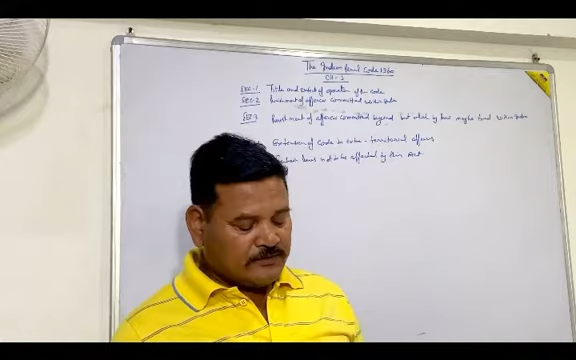 The Indian Penal Code 1860
CH-1
SEC-1 Title and extent of operation of the code
SEC-2 Punishment of offences committed within India
SEC-3 Punishment of offences committed beyond but which by law may be tried within India
Extension of code to extra-territorial offences
laws not to be affected by this Act